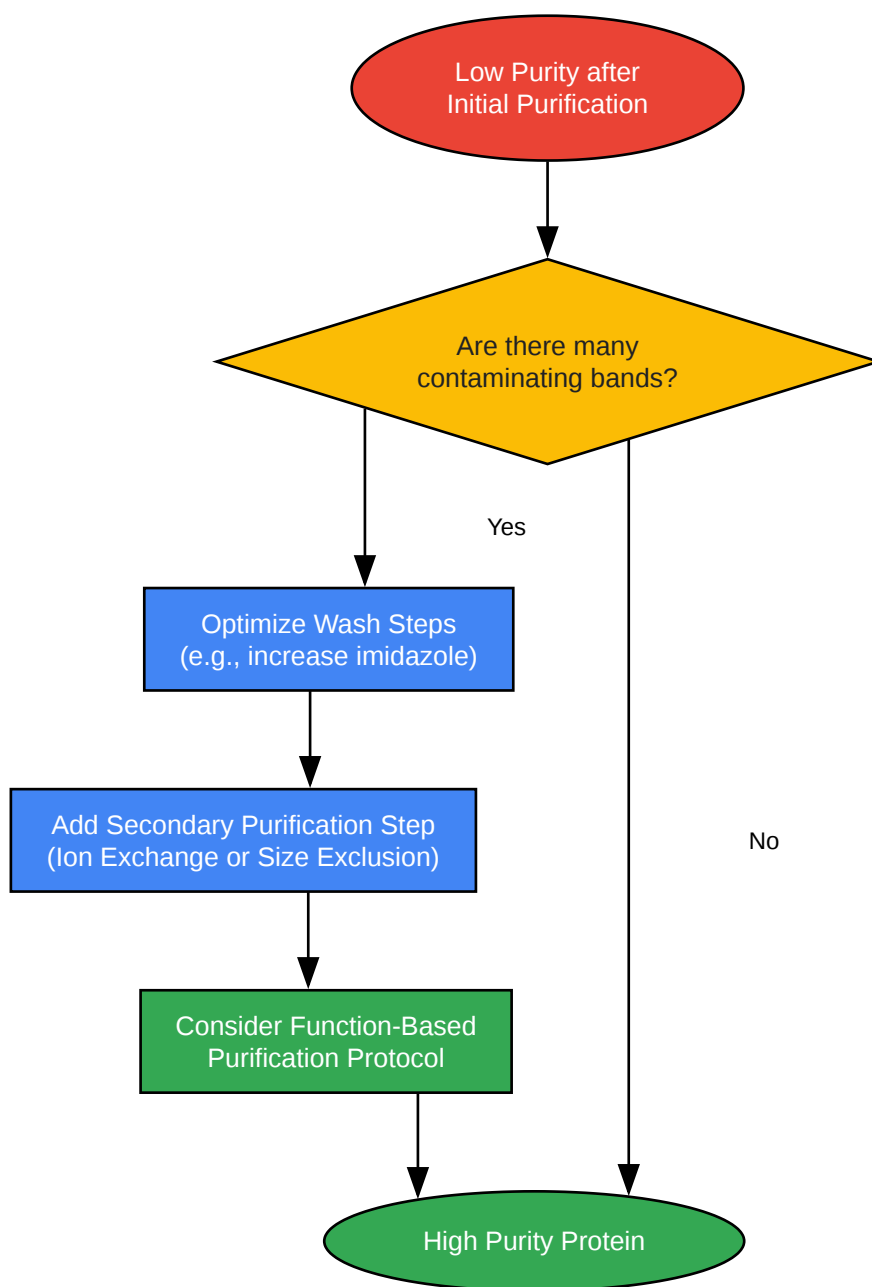 Low Purity after
Initial Purification
Are there many
contaminating bands?
Yes
Optimize Wash Steps
(e.g., increase imidazole)
Add Secondary Purification Step
(Ion Exchange or Size Exclusion)
No
Consider Function-Based
Purification Protocol
High Purity Protein